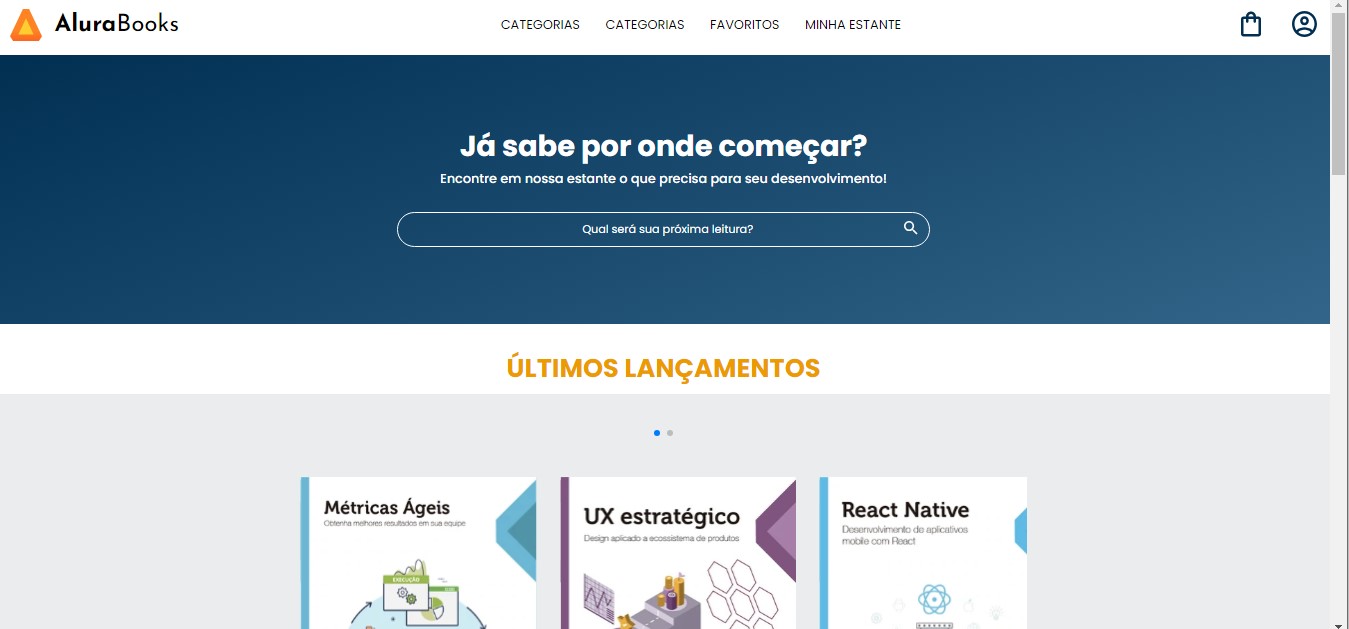 AluraBooks
CATEGORIAS CATEGORIAS FAVORITOS MINHA ESTANTE
Já sabe por onde começar?
Encontre em nossa estante o que precisa para seu desenvolvimento!
Qual será sua próxima leitura?
ÚLTIMOS LANÇAMENTOS
Métricas Ágeis
Obtenha melhores resultados em sua equipe
EXECUÇÃO
UX estratégico
Design aplicado a ecossistema de produtos
React Native
Desenvolvimento de aplicativos
mobile com React